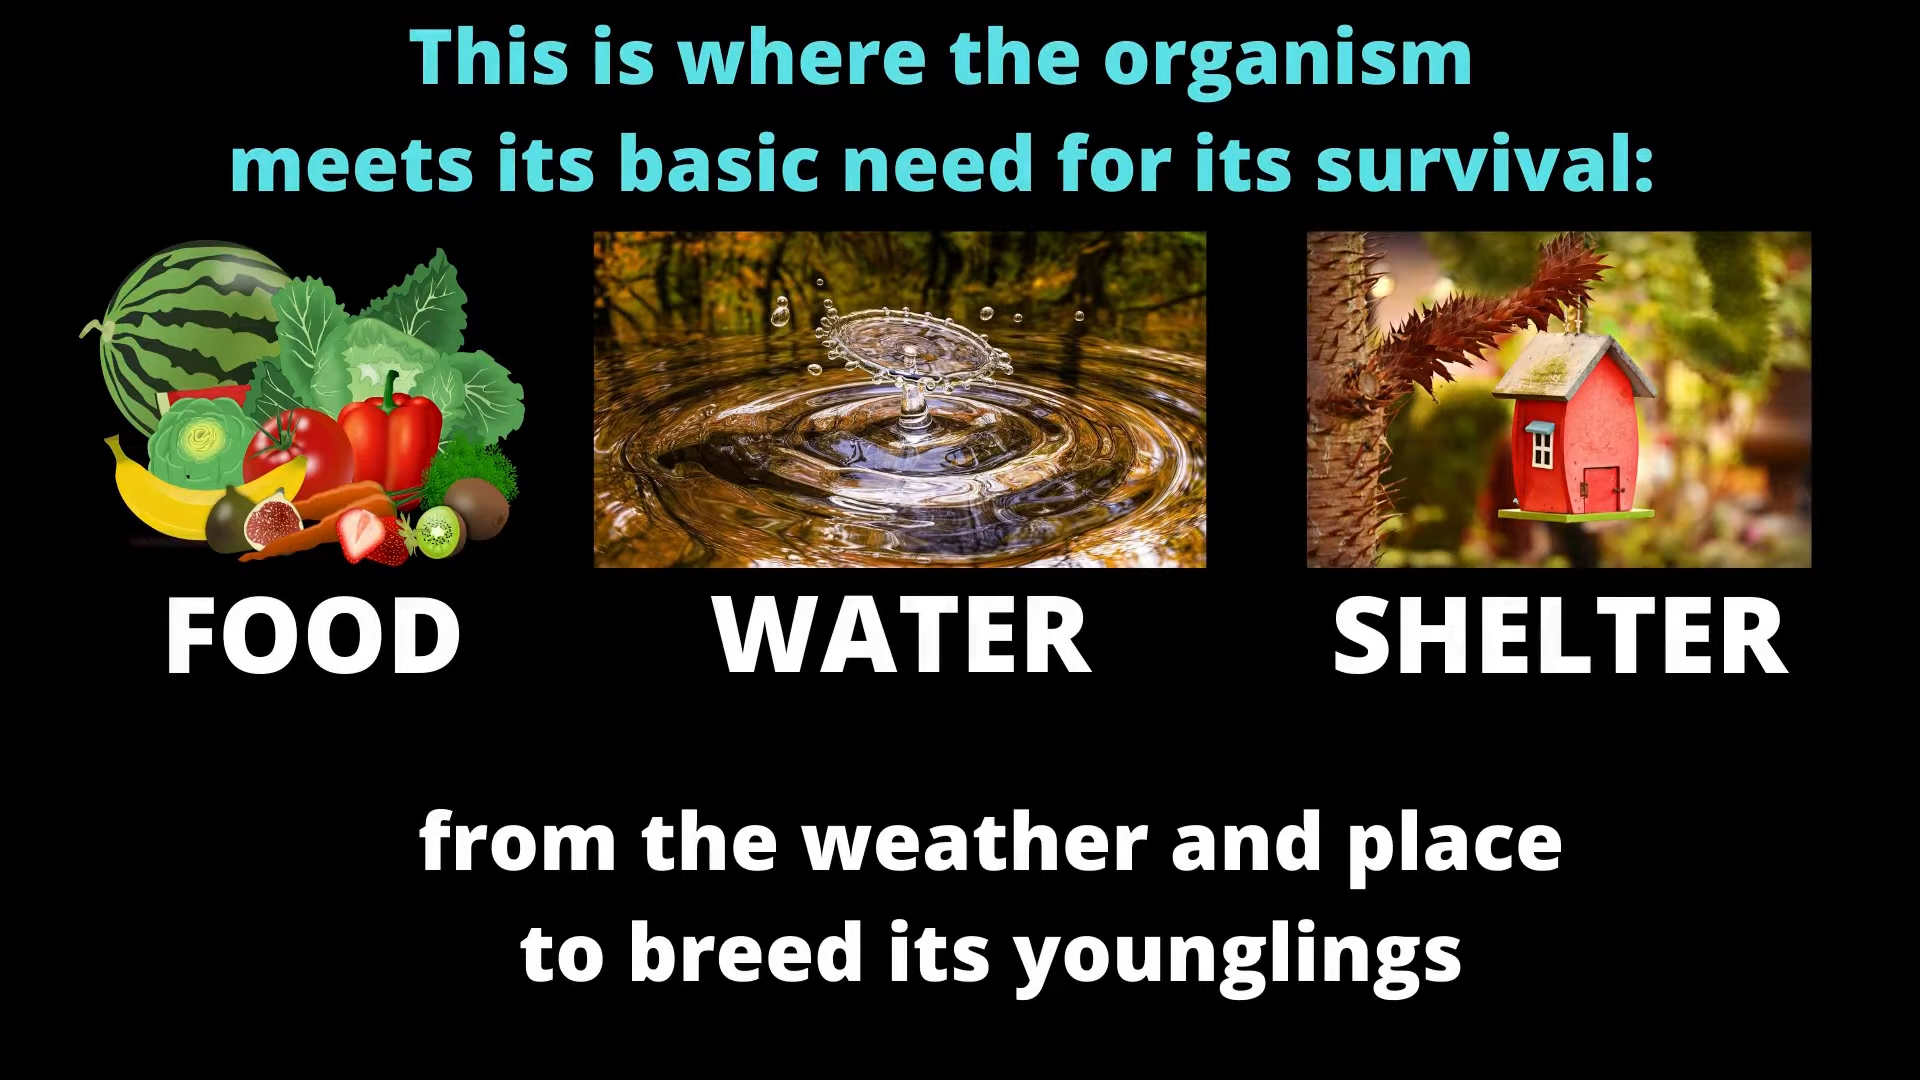 This is where the organism
meets its basic need for its survival:
FOOD
WATER
SHELTER
from the weather and place
to breed its younglings